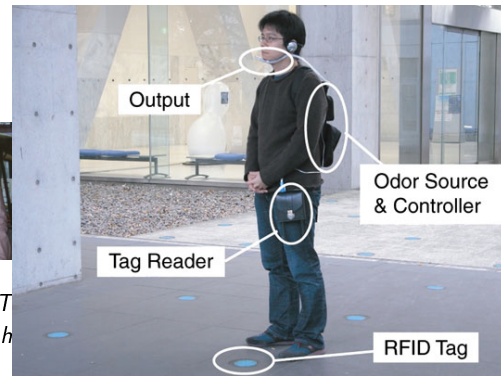 Output
Odor Source
& Controller
Tag Reader
T
h
RFID Tag